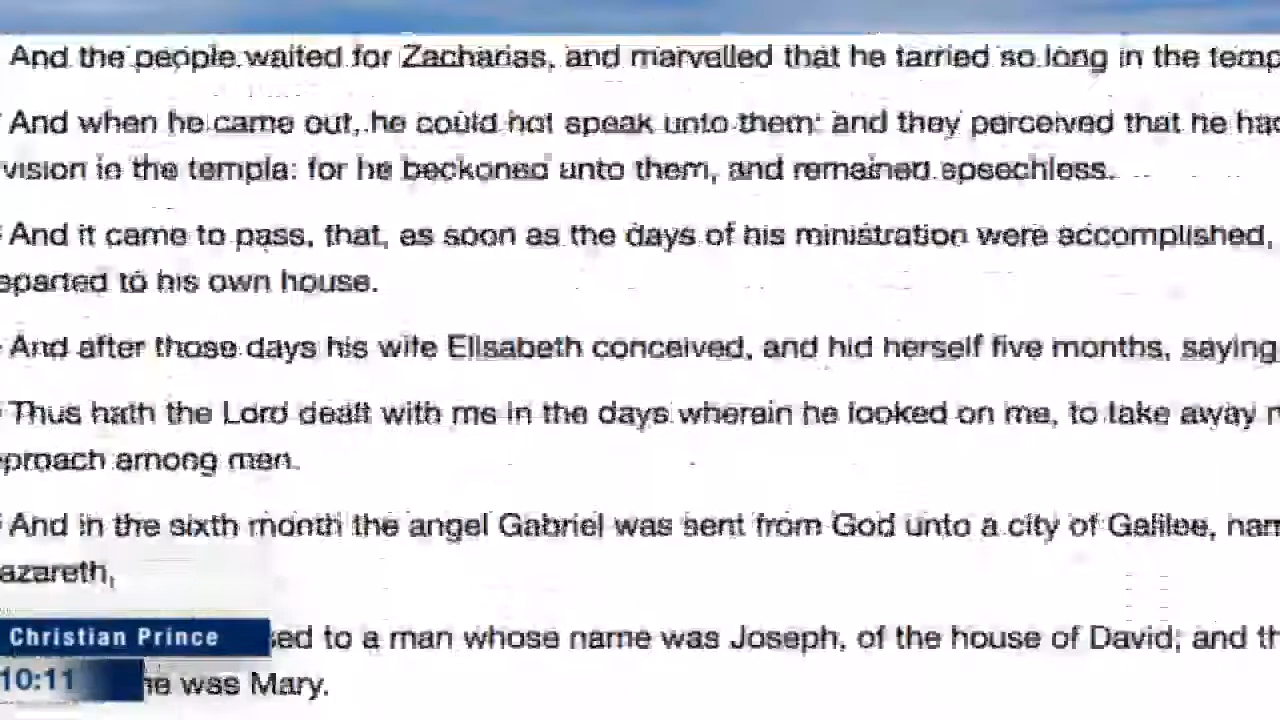 And the people waited for Zacharias, and marvelled that he tarried so long in the temp
And when he came out, he could not speak unto them: and they perceived that he had
vision in the temple: for he beckoned unto them, and remained speechless.
And it came to pass, that, as soon as the days of his ministration were accomplished,
eparted to his own house.
And after those days his wife Elisabeth conceived, and hid herself five months, saying
Thus hath the Lord dealt with me in the days wherein he looked on me, to take away
proach among men.
And in the sixth month the angel Gabriel was sent from God unto a city of Galilee, nam
azareth,
Christian Prince sed to a man whose name was Joseph, of the house of David; and th
10:11 ne was Mary.